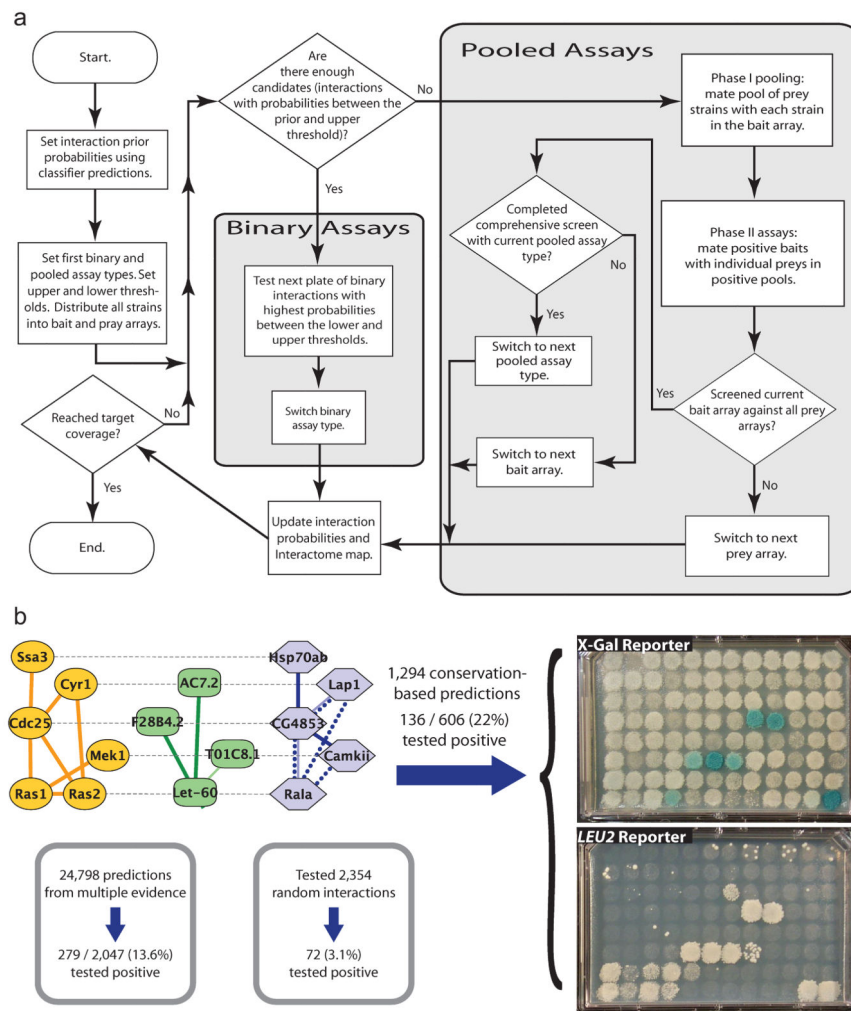 a
Start.
Set interaction prior
probabilities using
classifier predictions.
Set first binary and
pooled assay types. Set
upper and lower thresh-
olds. Distribute all strains
into bait and pray arrays.
Reached target
coverage?
No
Yes
End.
Are
there enough
candidates (interactions
with probabilities between the
prior and upper
threshold)?
No
Yes
Binary Assays
Test next plate of binary
interactions with
highest probabilities
between the lower and
upper thresholds.
Switch binary
assay type.
Update interaction
probabilities and
Interactome map.
Pooled Assays
Phase I pooling:
mate pool of prey
strains with each strain
in the bait array.
Phase II assays:
mate positive baits
with individual preys in
positive pools.
Screened current
bait array against all prey
arrays?
Yes
No
Switch to next
prey array.
Completed
comprehensive screen
with current pooled assay
type?
No
Yes
Switch to next
pooled assay
type.
Switch to next
bait array.
b
Ssa3
Cyr1
Cdc25
Mek1
Ras1
Ras2
AC7.2
F28B4.2
T01C8.1
Let-60
Hsp70ab
Lap1
CG4853
Camkii
Rala
1,294 conservation-
based predictions
136 / 606 (22%)
tested positive
X-Gal Reporter
LEU2 Reporter
24,798 predictions
from multiple evidence
279 / 2,047 (13.6%)
tested positive
Tested 2,354
random interactions
72 (3.1%)
tested positive